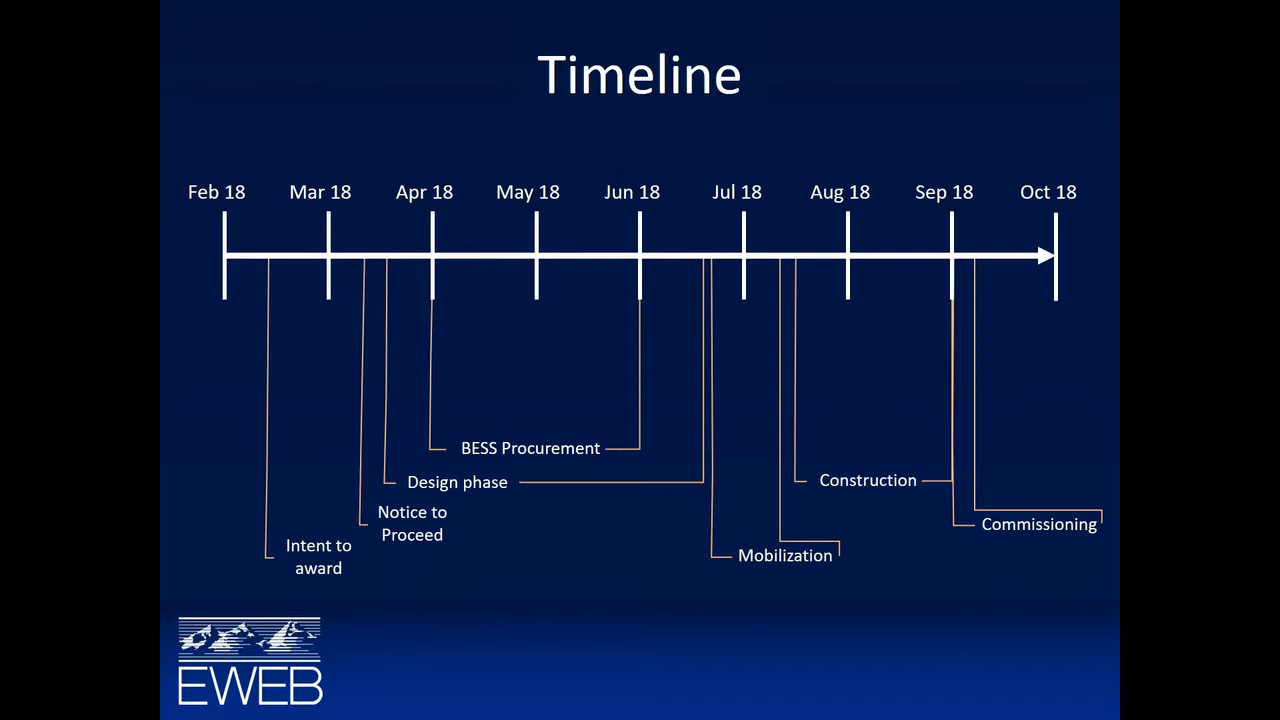 Timeline
Feb 18
Mar 18
Apr 18
May 18
Jun 18
Jul 18
Aug 18
Sep 18
Oct 18
BESS Procurement
Design phase
Construction
Notice to
Proceed
Commissioning
Intent to
award
Mobilization
EWEB